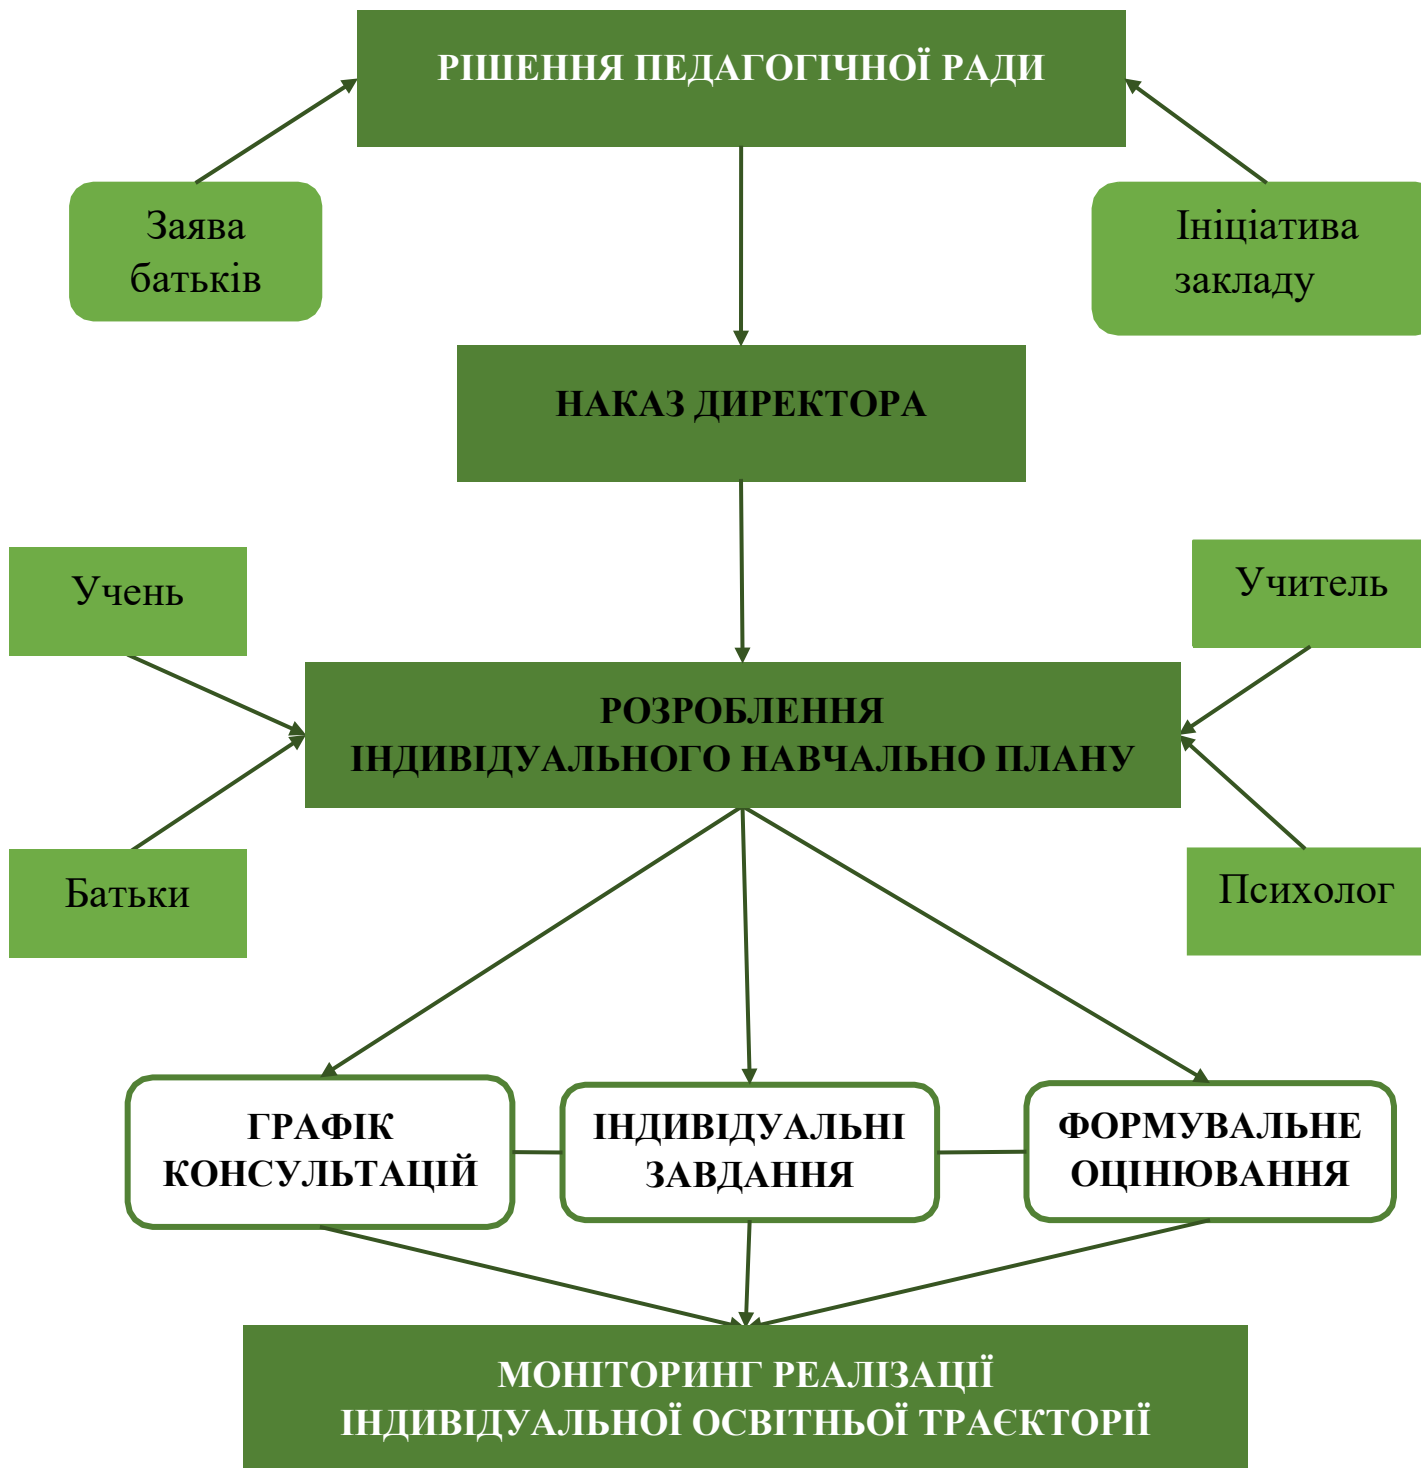 РІШЕННЯ ПЕДАГОГІЧНОЇ РАДИ
Заява
батьків
Ініціатива
закладу
НАКАЗ ДИРЕКТОРА
Учень
Учитель
РОЗРОБЛЕННЯ
ІНДИВІДУАЛЬНОГО НАВЧАЛЬНО ПЛАНУ
Батьки
Психолог
ГРАФІК
КОНСУЛЬТАЦІЙ
ІНДИВІДУАЛЬНІ
ЗАВДАННЯ
ФОРМУВАЛЬНЕ
ОЦІНЮВАННЯ
МОНІТОРИНГ РЕАЛІЗАЦІЇ
ІНДИВІДУАЛЬНОЇ ОСВІТНЬОЇ ТРАЄКТОРІЇ